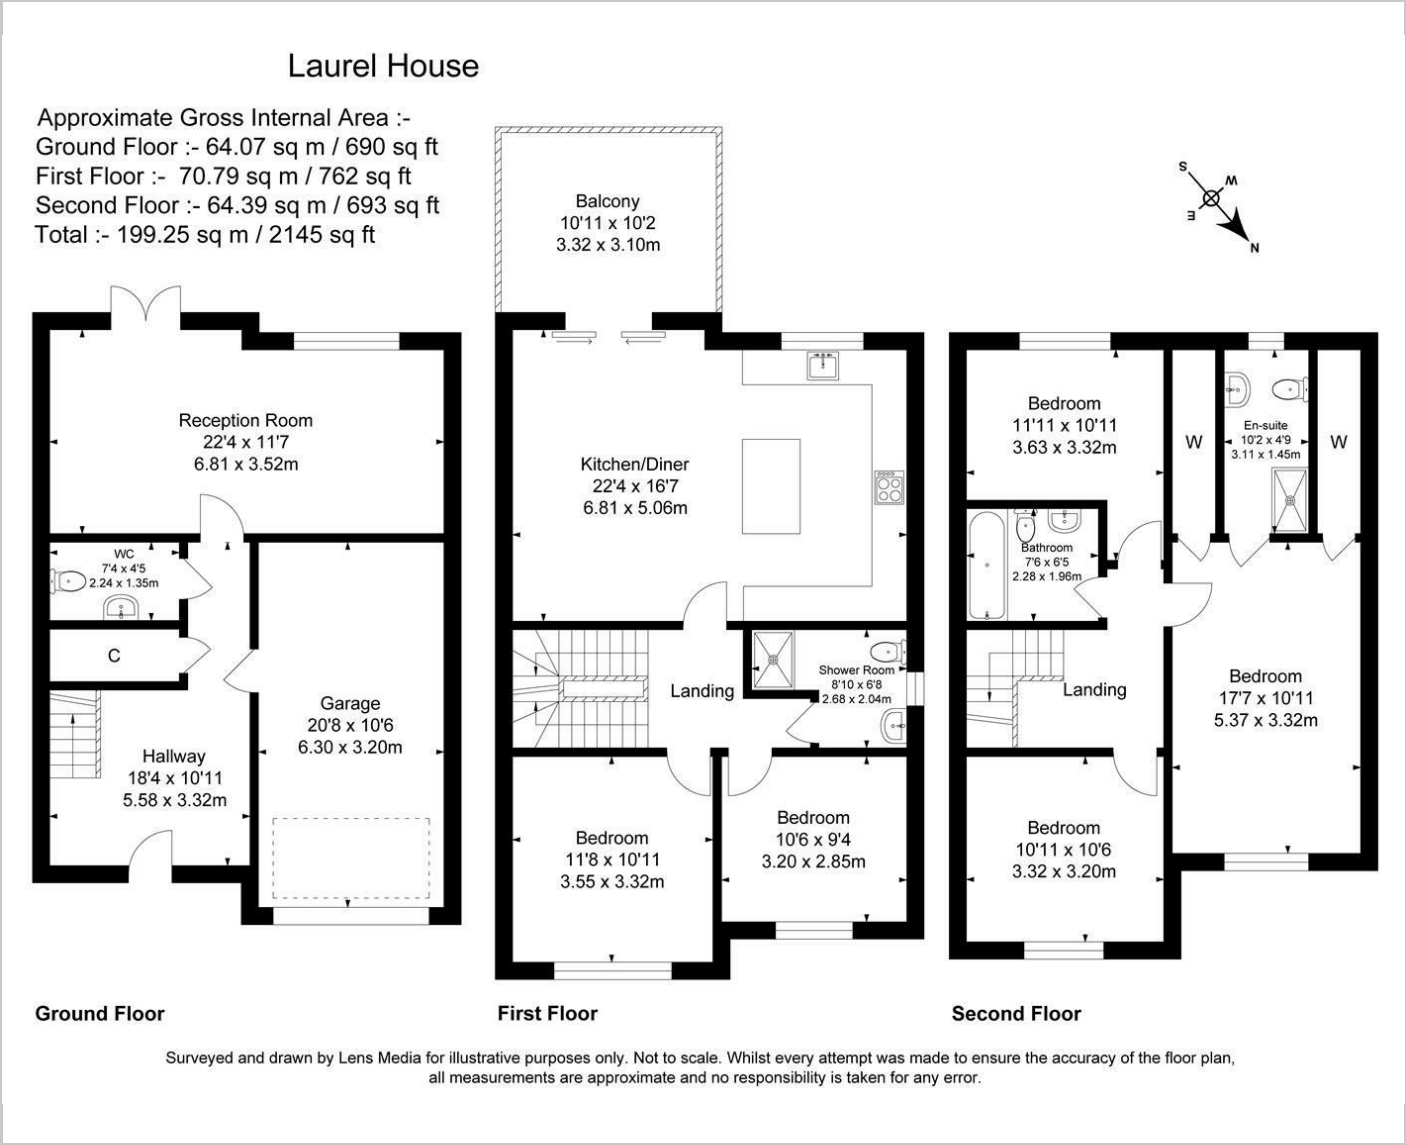 Laurel House
Approximate Gross Internal Area :-
Ground Floor :- 64.07 sq m / 690 sq ft
First Floor :- 70.79 sq m / 762 sq ft
Second Floor :- 64.39 sq m / 693 sq ft
Total :- 199.25 sq m / 2145 sq ft
S
W
E
N
Reception Room
22'4 x 11'7
6.81 x 3.52m
WC
7'4 x 4'5
2.24 x 1.35m
C
Garage
20'8 x 10'6
6.30 x 3.20m
Hallway
18'4 x 10'11
5.58 x 3.32m
Ground Floor
Balcony
10'11 x 10'2
3.32 x 3.10m
Kitchen/Diner
22'4 x 16'7
6.81 x 5.06m
Landing
Shower Room
8'10 x 6'8
2.68 x 2.04m
Bedroom
11'8 x 10'11
3.55 x 3.32m
Bedroom
10'6 x 9'4
3.20 x 2.85m
First Floor
Bedroom
11'11 x 10'11
3.63 x 3.32m
W
En-suite
10'2 x 4'9
3.11 x 1.45m
W
Bathroom
7'6 x 6'5
2.28 x 1.96m
Landing
Bedroom
17'7 x 10'11
5.37 x 3.32m
Bedroom
10'11 x 10'6
3.32 x 3.20m
Second Floor
Surveyed and drawn by Lens Media for illustrative purposes only. Not to scale. Whilst every attempt was made to ensure the accuracy of the floor plan,
all measurements are approximate and no responsibility is taken for any error.